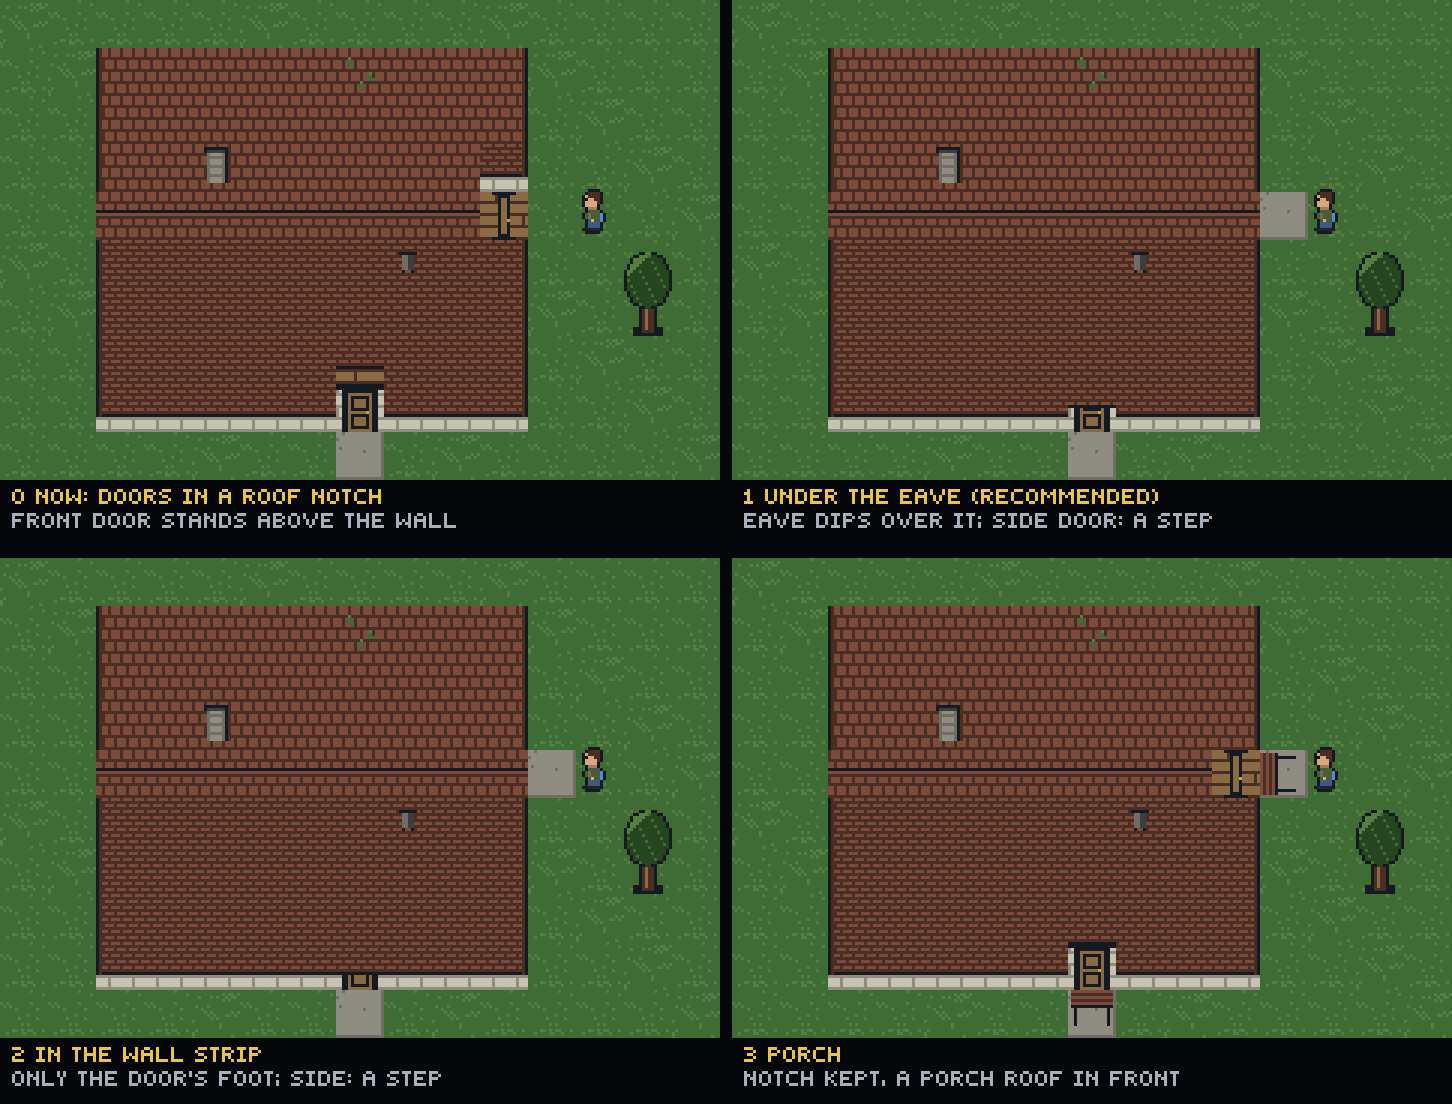 0 NOW: DOORS IN A ROOF NOTCH
FRONT DOOR STANDS ABOVE THE WALL
1 UNDER THE EAVE (RECOMMENDED)
EAVE DIPS OVER IT; SIDE DOOR: A STEP
2 IN THE WALL STRIP
ONLY THE DOOR'S FOOT; SIDE: A STEP
3 PORCH
NOTCH KEPT, A PORCH ROOF IN FRONT